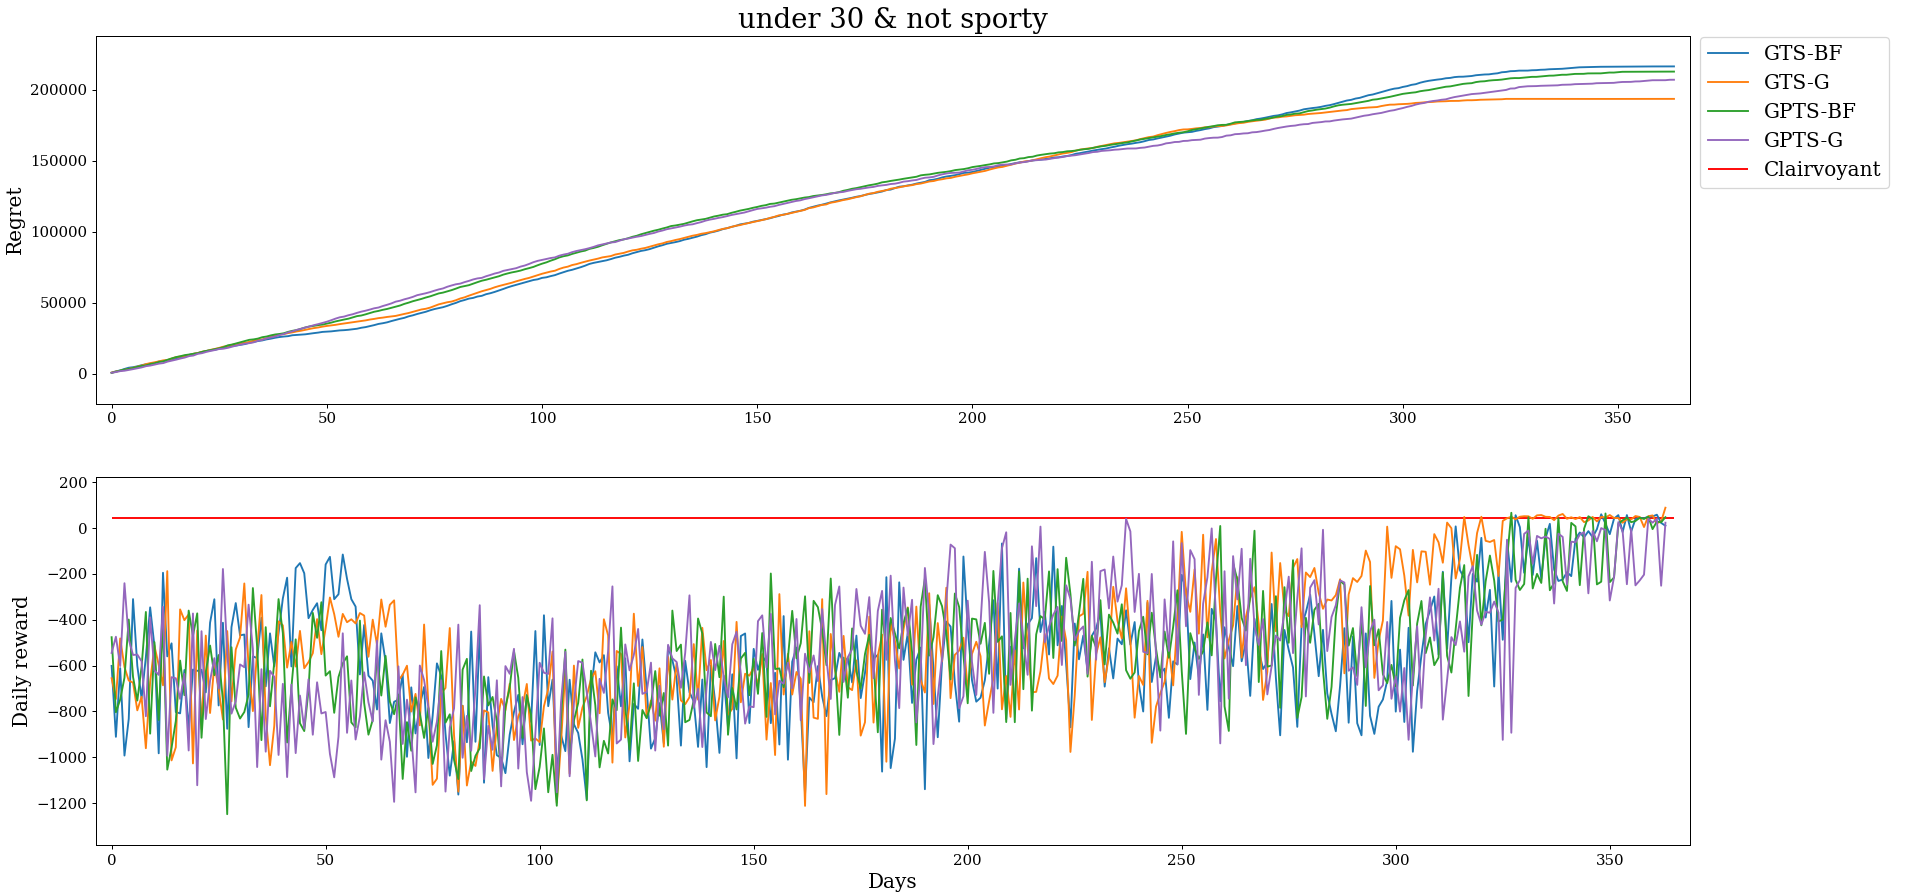 under 30 & not sporty
GTS-BF
GTS-G
GPTS-BF
GPTS-G
Clairvoyant
Regret
200000
150000
100000
50000
0
0 50 100 150 200 250 300 350
Daily reward
200
0
−200
−400
−600
−800
−1000
−1200
0 50 100 150 200 250 300 350
Days